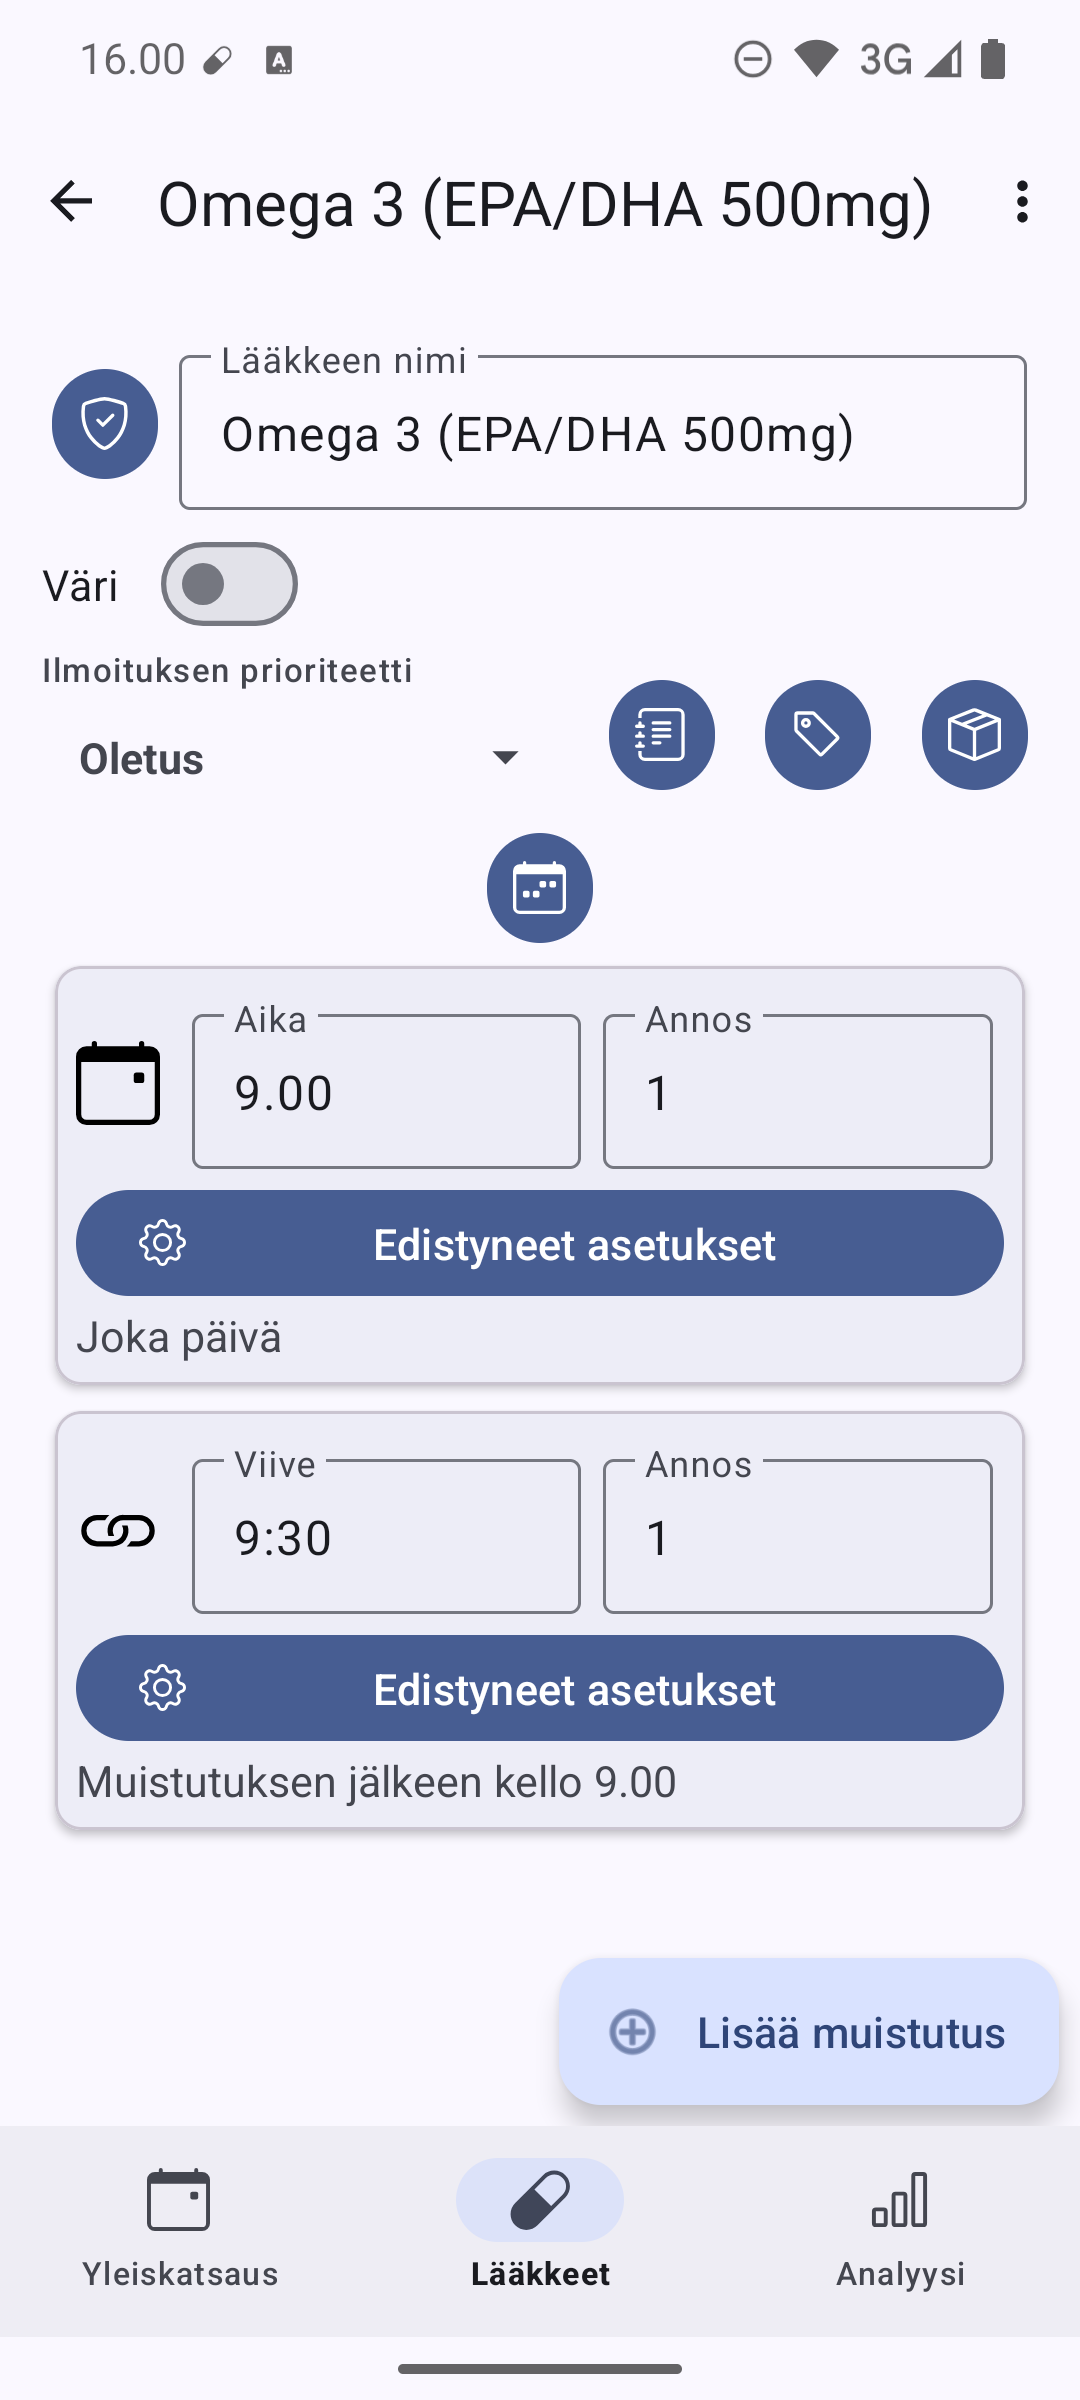 16.00
3G
Omega 3 (EPA/DHA 500mg)
Lääkkeen nimi
Omega 3 (EPA/DHA 500mg)
Väri
Ilmoituksen prioriteetti
Oletus
Aika
9.00
Annos
1
Edistyneet asetukset
Joka päivä
Viive
9:30
Annos
1
Edistyneet asetukset
Muistutuksen jälkeen kello 9.00
Lisää muistutus
Yleiskatsaus
Lääkkeet
Analyysi